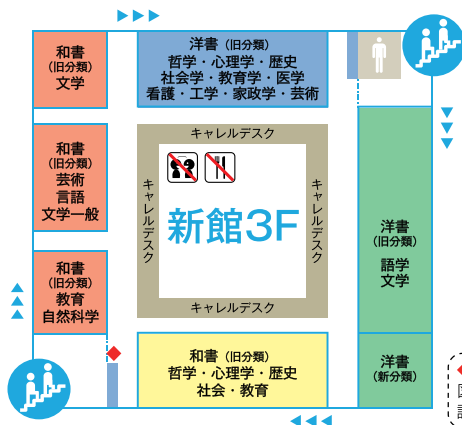 和書
(旧分類)
文学
洋書（旧分類）
哲学・心理学・歴史
社会学・教育学・医学
看護・工学・家政学・芸術
和書
(旧分類)
芸術
言語
文学一般
キャレルデスク
キャレルデスク
キャレルデスク
新館3F
キャレルデスク
洋書
(旧分類)
語学
文学
和書
(旧分類)
教育
自然科学
和書（旧分類）
哲学・心理学・歴史
社会・教育
洋書
(新分類)